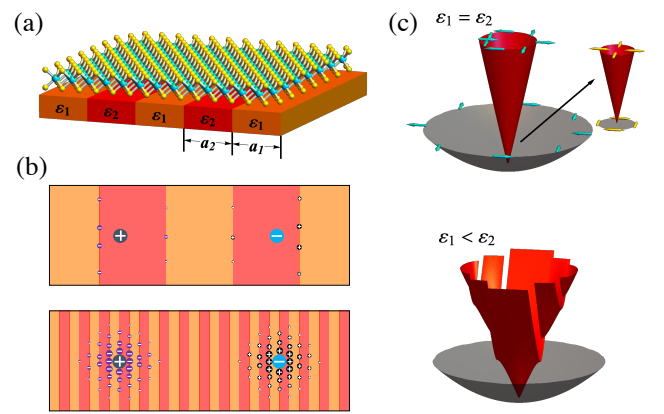 (a)
ε₁ ε₂ ε₁ ε₂ ε₁
a₂ a₁
(b)
+ −
+ −
(c)
ε₁ = ε₂
ε₁ < ε₂